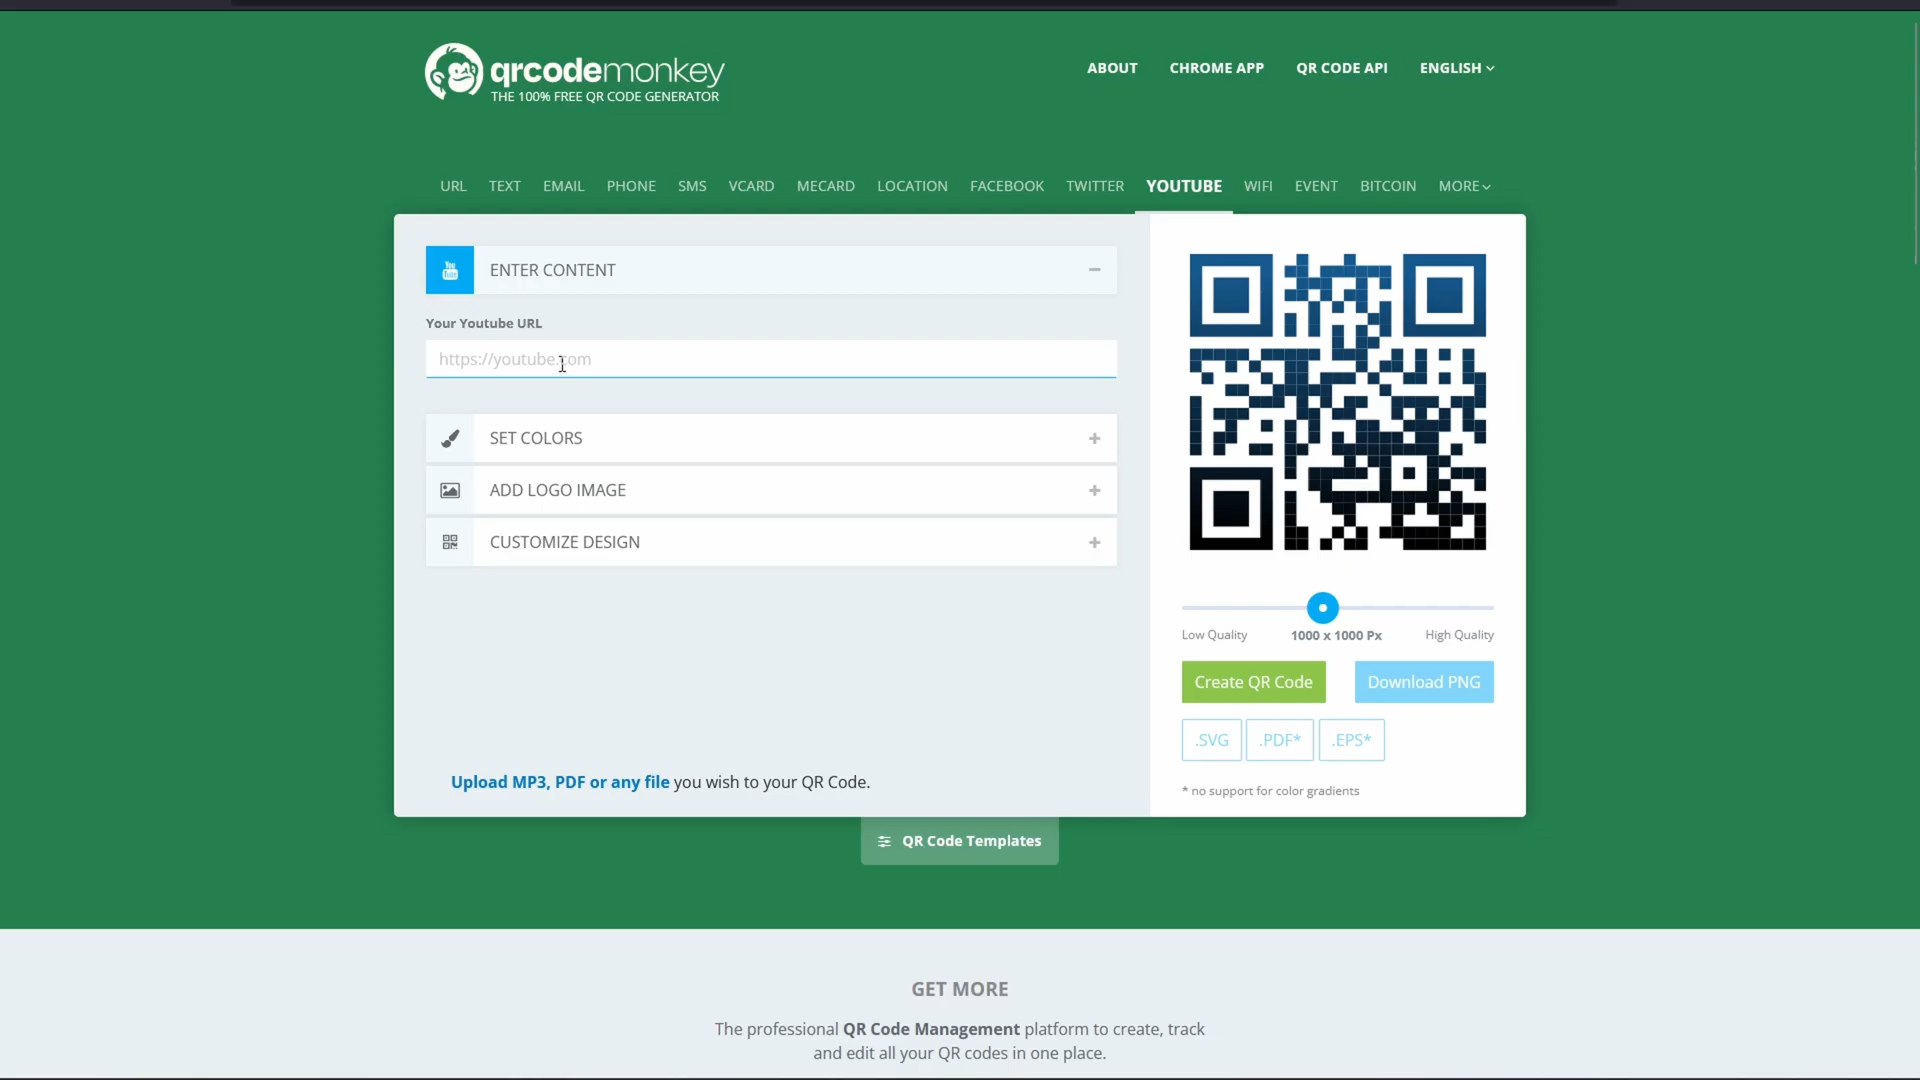 qrcodemonkey
THE 100% FREE QR CODE GENERATOR
ABOUT
CHROME APP
QR CODE API
ENGLISH
URL
TEXT
EMAIL
PHONE
SMS
VCARD
MECARD
LOCATION
FACEBOOK
TWITTER
YOUTUBE
WIFI
EVENT
BITCOIN
MORE
You
Tube
ENTER CONTENT
Your Youtube URL
https://youtube.com
SET COLORS
ADD LOGO IMAGE
CUSTOMIZE DESIGN
Upload MP3, PDF or any file you wish to your QR Code.
Low Quality
1000 x 1000 Px
High Quality
Create QR Code
Download PNG
.SVG
.PDF*
.EPS*
* no support for color gradients
QR Code Templates
GET MORE
The professional QR Code Management platform to create, track
and edit all your QR codes in one place.